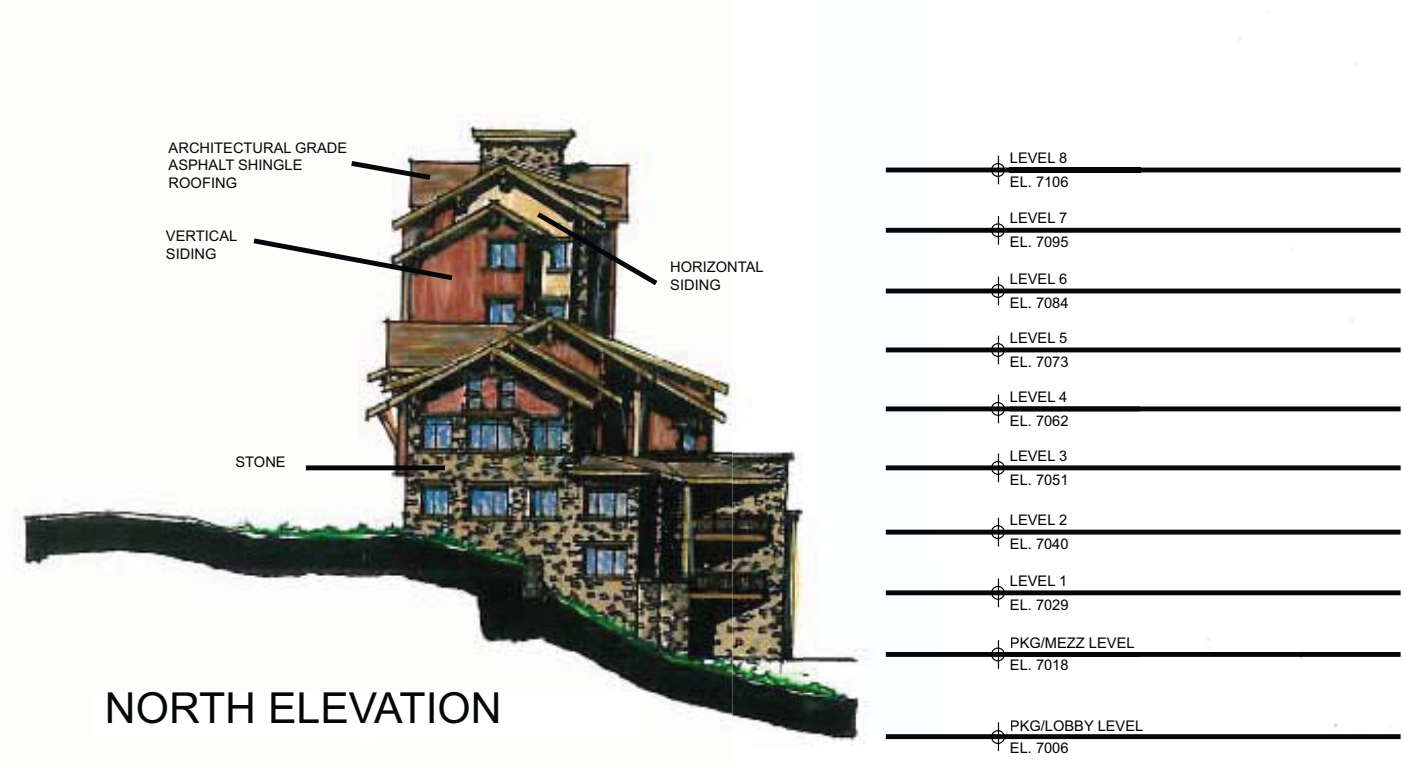 ARCHITECTURAL GRADE
ASPHALT SHINGLE
ROOFING
VERTICAL
SIDING
HORIZONTAL
SIDING
STONE
NORTH ELEVATION
LEVEL 8
EL. 7106
LEVEL 7
EL. 7095
LEVEL 6
EL. 7084
LEVEL 5
EL. 7073
LEVEL 4
EL. 7062
LEVEL 3
EL. 7051
LEVEL 2
EL. 7040
LEVEL 1
EL. 7029
PKG/MEZZ LEVEL
EL. 7018
PKG/LOBBY LEVEL
EL. 7006